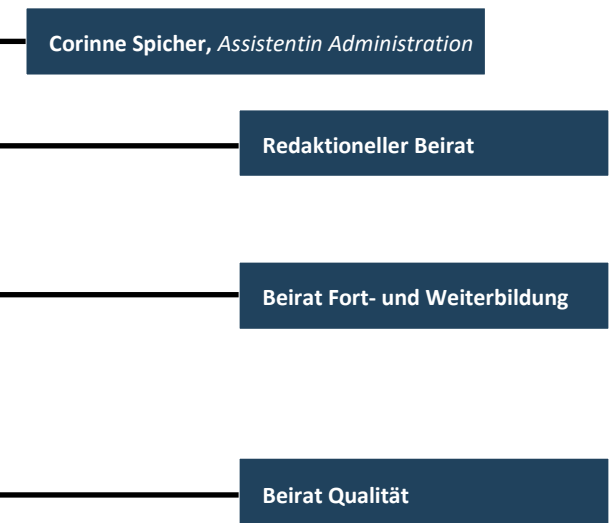 Corinne Spicher, Assistentin Administration
Redaktioneller Beirat
Beirat Fort- und Weiterbildung
Beirat Qualität